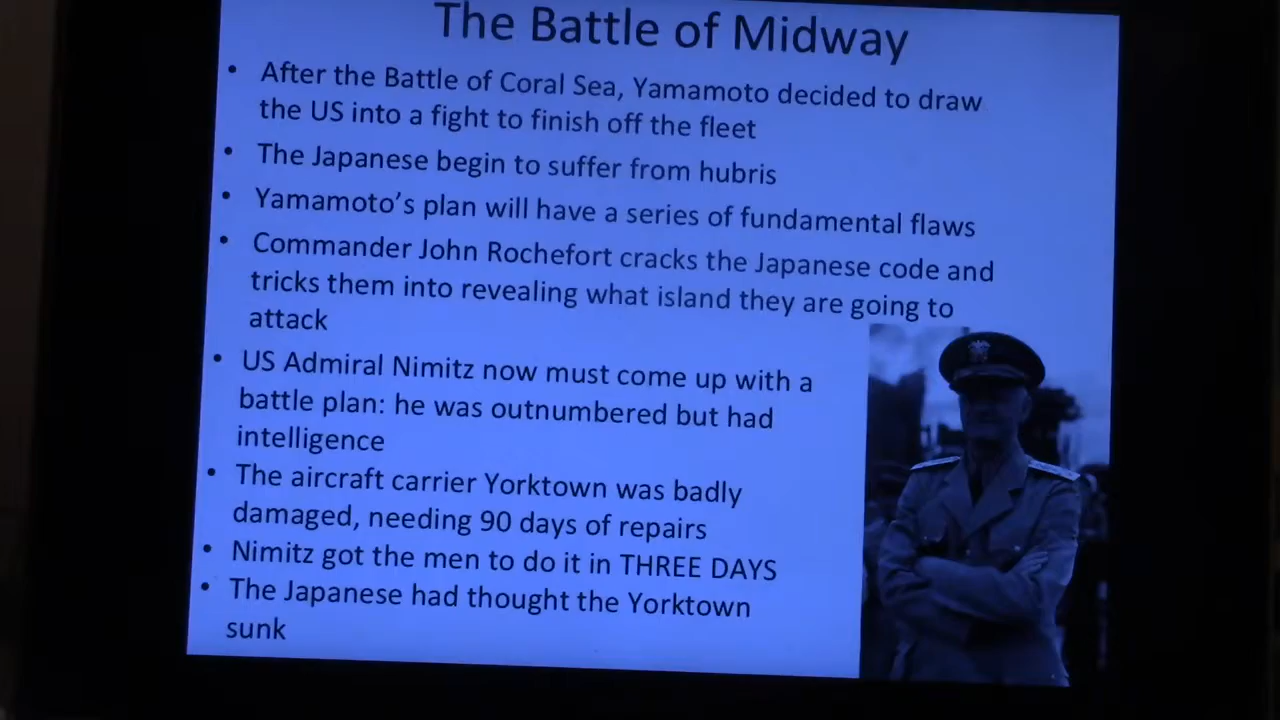 The Battle of Midway
• After the Battle of Coral Sea, Yamamoto decided to draw
the US into a fight to finish off the fleet
• The Japanese begin to suffer from hubris
• Yamamoto's plan will have a series of fundamental flaws
• Commander John Rochefort cracks the Japanese code and
tricks them into revealing what island they are going to
attack
• US Admiral Nimitz now must come up with a
battle plan: he was outnumbered but had
intelligence
• The aircraft carrier Yorktown was badly
damaged, needing 90 days of repairs
• Nimitz got the men to do it in THREE DAYS
• The Japanese had thought the Yorktown
sunk